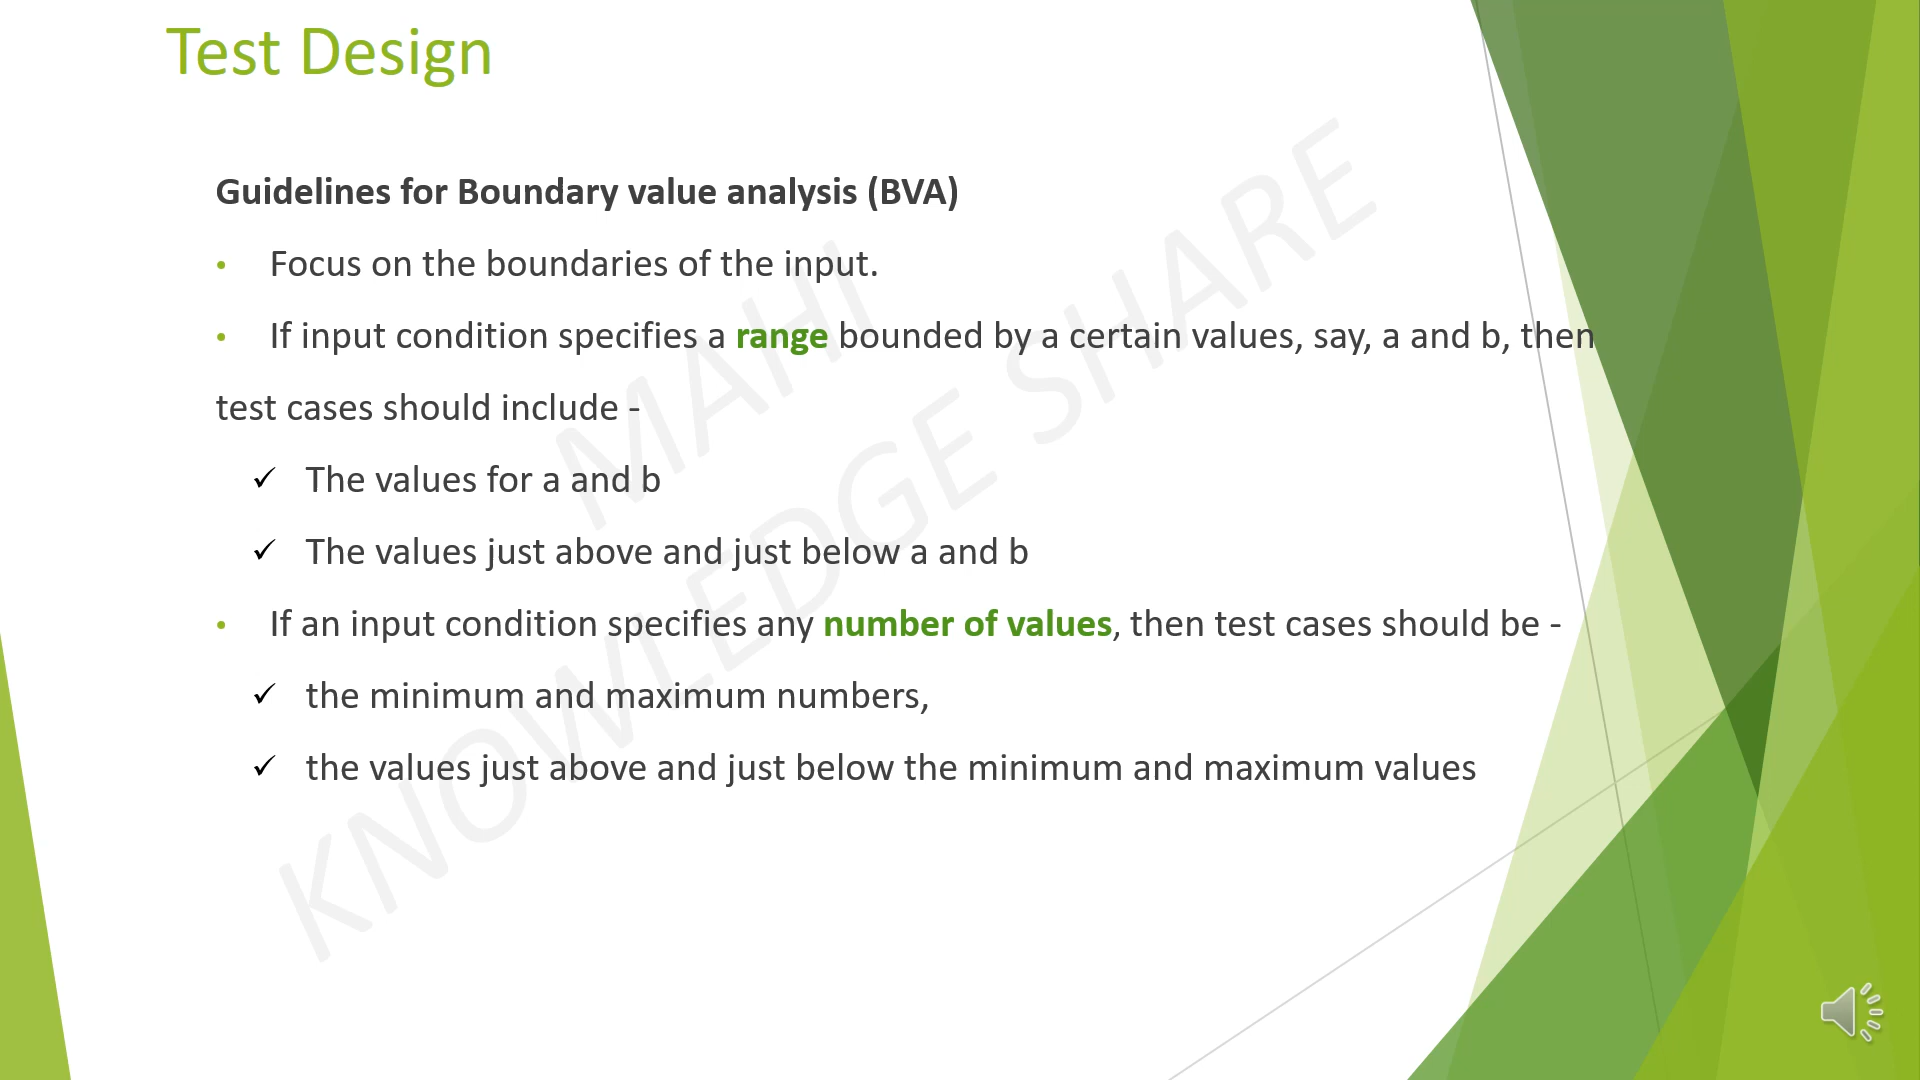 Test Design
Guidelines for Boundary value analysis (BVA)
• Focus on the boundaries of the input.
• If input condition specifies a range bounded by a certain values, say, a and b, then
test cases should include -
✓ The values for a and b
✓ The values just above and just below a and b
• If an input condition specifies any number of values, then test cases should be -
✓ the minimum and maximum numbers,
✓ the values just above and just below the minimum and maximum values
MAHI
KNOWLEDGE SHARE